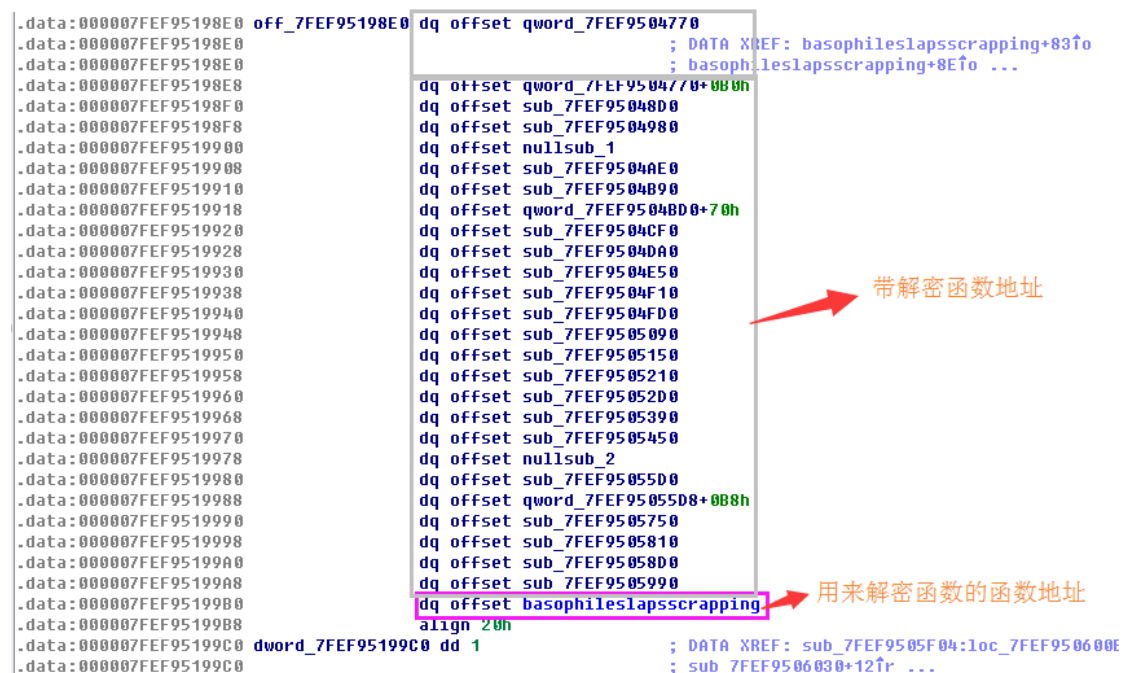 .data:000007FEF95198E0 off_7FEF95198E0 dq offset qword_7FEF9504770
.data:000007FEF95198E0 ; DATA XREF: basophileslapsscrapping+83↑o
.data:000007FEF95198E0 ; basophileslapsscrapping+8E↑o ...
.data:000007FEF95198E8 dq offset qword_7FEF9504770+0B0h
.data:000007FEF95198F0 dq offset sub_7FEF95048D0
.data:000007FEF95198F8 dq offset sub_7FEF9504980
.data:000007FEF9519900 dq offset nullsub_1
.data:000007FEF9519908 dq offset sub_7FEF9504AE0
.data:000007FEF9519910 dq offset sub_7FEF9504B90
.data:000007FEF9519918 dq offset qword_7FEF9504BD0+70h
.data:000007FEF9519920 dq offset sub_7FEF9504CF0
.data:000007FEF9519928 dq offset sub_7FEF9504DA0
.data:000007FEF9519930 dq offset sub_7FEF9504E50
.data:000007FEF9519938 dq offset sub_7FEF9504F10
带解密函数地址
.data:000007FEF9519940 dq offset sub_7FEF9504FD0
.data:000007FEF9519948 dq offset sub_7FEF9505090
.data:000007FEF9519950 dq offset sub_7FEF9505150
.data:000007FEF9519958 dq offset sub_7FEF9505210
.data:000007FEF9519960 dq offset sub_7FEF95052D0
.data:000007FEF9519968 dq offset sub_7FEF9505390
.data:000007FEF9519970 dq offset sub_7FEF9505450
.data:000007FEF9519978 dq offset nullsub_2
.data:000007FEF9519980 dq offset sub_7FEF95055D0
.data:000007FEF9519988 dq offset qword_7FEF95055D8+0B8h
.data:000007FEF9519990 dq offset sub_7FEF9505750
.data:000007FEF9519998 dq offset sub_7FEF9505810
.data:000007FEF95199A0 dq offset sub_7FEF95058D0
.data:000007FEF95199A8 dq offset sub_7FEF9505990
.data:000007FEF95199B0 dq offset basophileslapsscrapping
用来解密函数的函数地址
.data:000007FEF95199B8 align 20h
.data:000007FEF95199C0 dword_7FEF95199C0 dd 1 ; DATA XREF: sub_7FEF9505F04:loc_7FEF950600E
.data:000007FEF95199C0 ; sub_7FEF9506030+12↑r ...